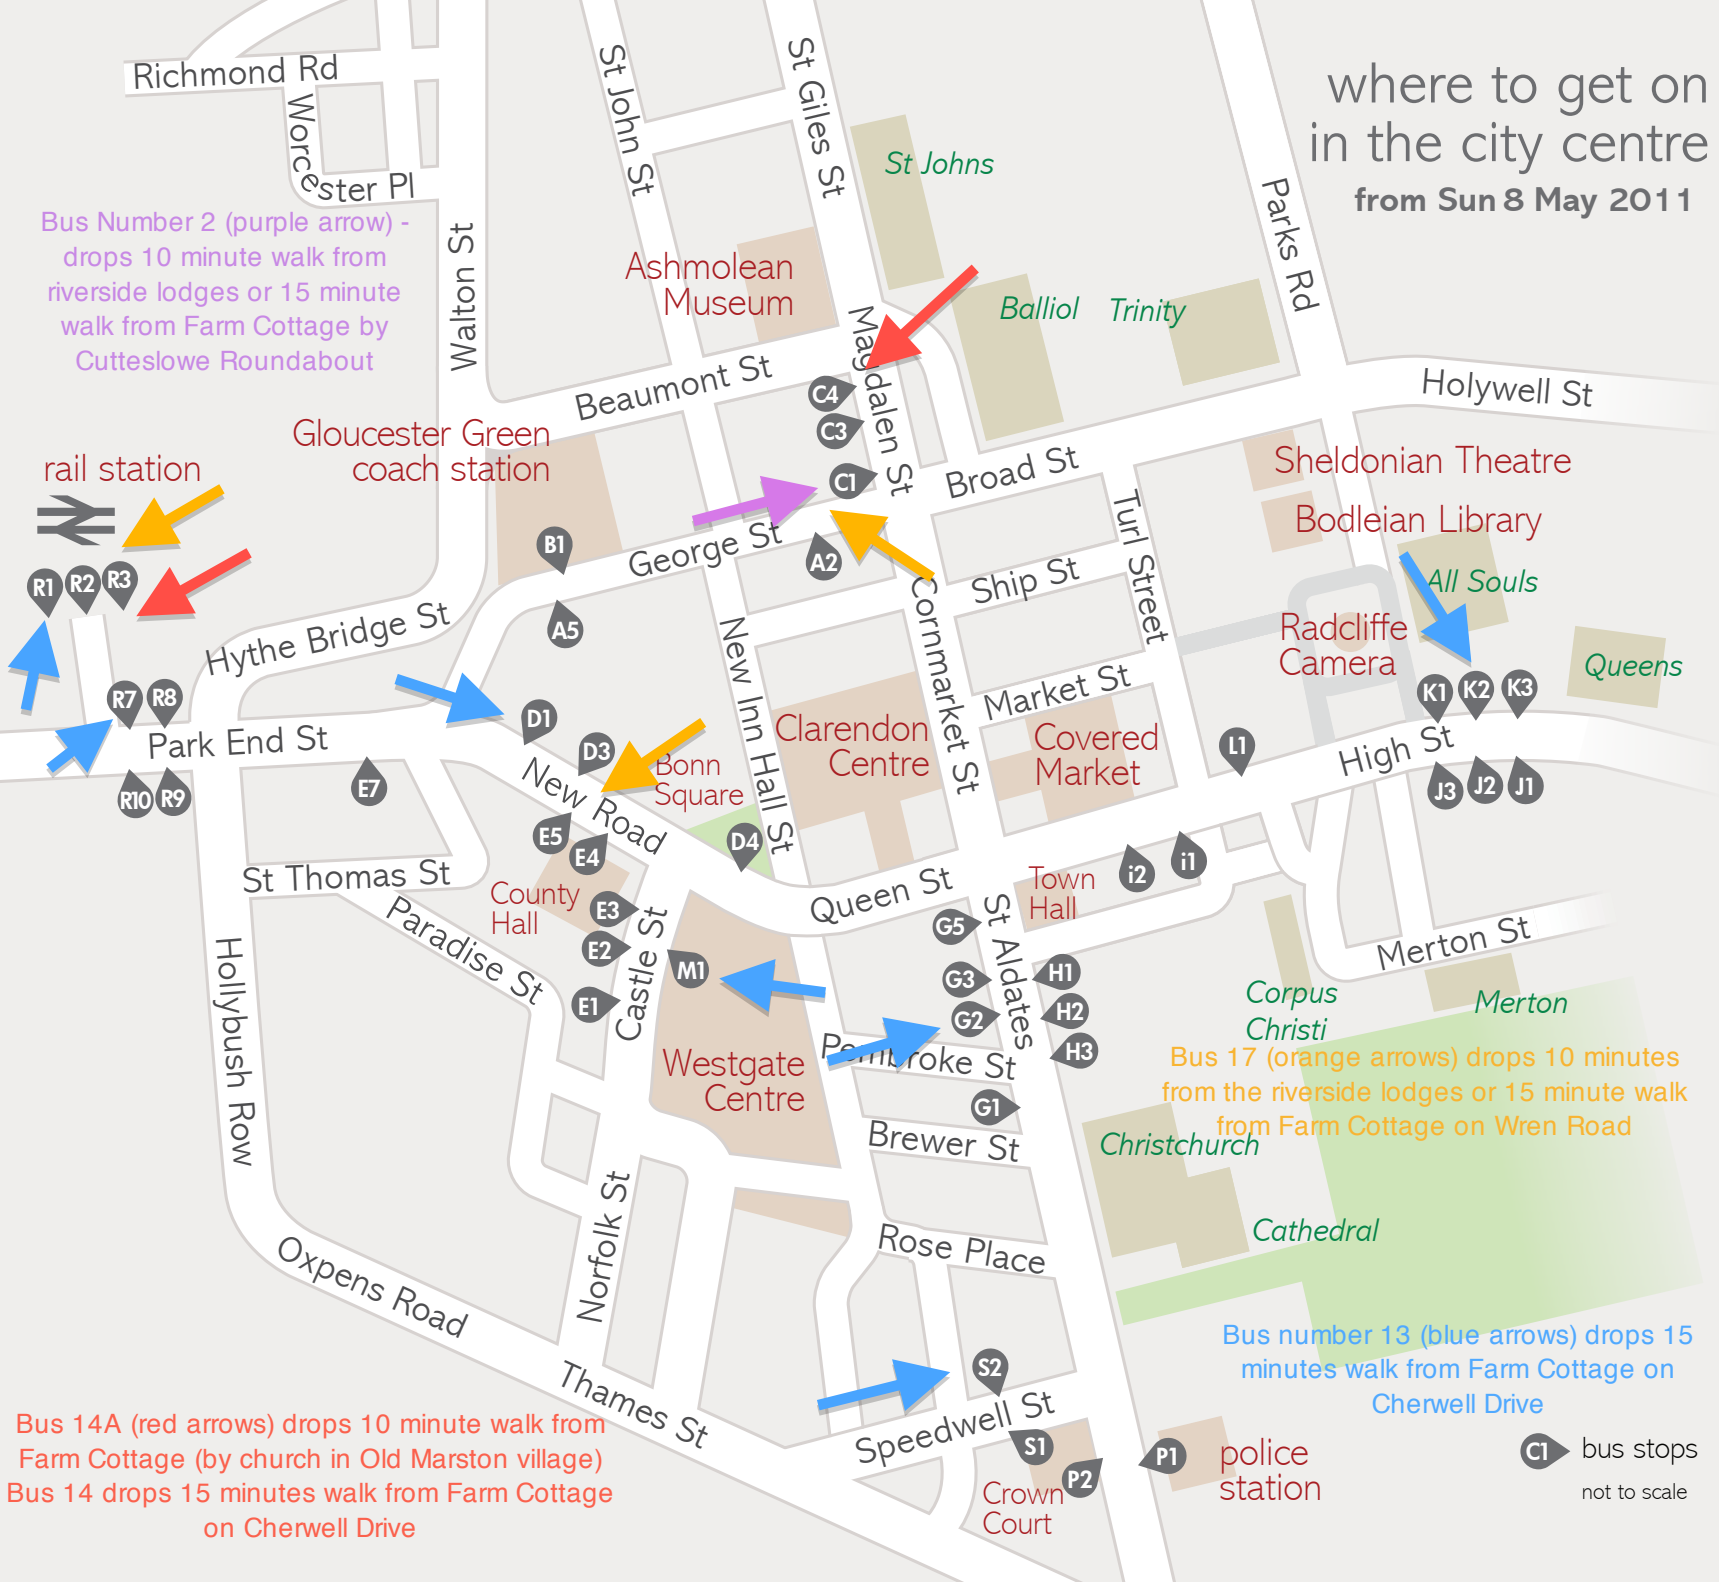 where to get on
in the city centre
from Sun 8 May 2011
Richmond Rd
Worcester Pl
Walton St
St John St
St Giles St
St Johns
Parks Rd
Bus Number 2 (purple arrow) -
drops 10 minute walk from
riverside lodges or 15 minute
walk from Farm Cottage by
Cutteslowe Roundabout
Ashmolean
Museum
Balliol
Trinity
Magdalen St
Beaumont St
Holywell St
C4
C3
C1
Gloucester Green
coach station
rail station
Broad St
Sheldonian Theatre
Bodleian Library
Turl Street
B1
George St
A2
A5
R1
R2
R3
Ship St
All Souls
Hythe Bridge St
New Inn Hall St
Cornmarket St
Radcliffe
Camera
Queens
R7
R8
Market St
K1
K2
K3
Park End St
D1
D3
Bonn
Square
Clarendon
Centre
Covered
Market
L1
High St
R10
R9
E7
New Road
J3
J2
J1
E5
E4
D4
St Thomas St
County
Hall
Queen St
Town
Hall
i2
i1
Paradise St
E3
E2
E1
Castle St
M1
G5
G3
G2
G1
St Aldates
H1
H2
H3
Merton St
Corpus
Christi
Merton
Hollybush Row
Westgate
Centre
Pembroke St
Brewer St
Bus 17 (orange arrows) drops 10 minutes
from the riverside lodges or 15 minute walk
from Farm Cottage on Wren Road
Christchurch
Cathedral
Norfolk St
Rose Place
Oxpens Road
Thames St
S2
Speedwell St
S1
P2
P1
Crown
Court
police
station
Bus number 13 (blue arrows) drops 15
minutes walk from Farm Cottage on
Cherwell Drive
Bus 14A (red arrows) drops 10 minute walk from
Farm Cottage (by church in Old Marston village)
Bus 14 drops 15 minutes walk from Farm Cottage
on Cherwell Drive
C1 bus stops
not to scale